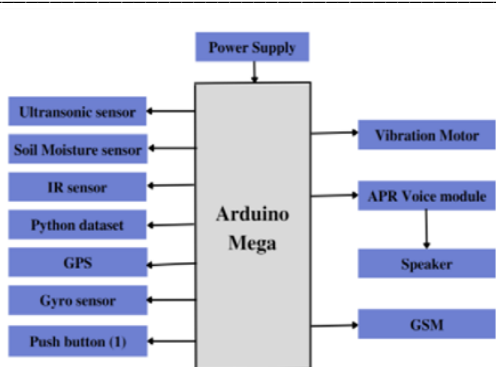 Power Supply
Ultrasonic sensor
Soil Moisture sensor
IR sensor
Python dataset
GPS
Gyro sensor
Push button (1)
Arduino
Mega
Vibration Motor
APR Voice module
Speaker
GSM